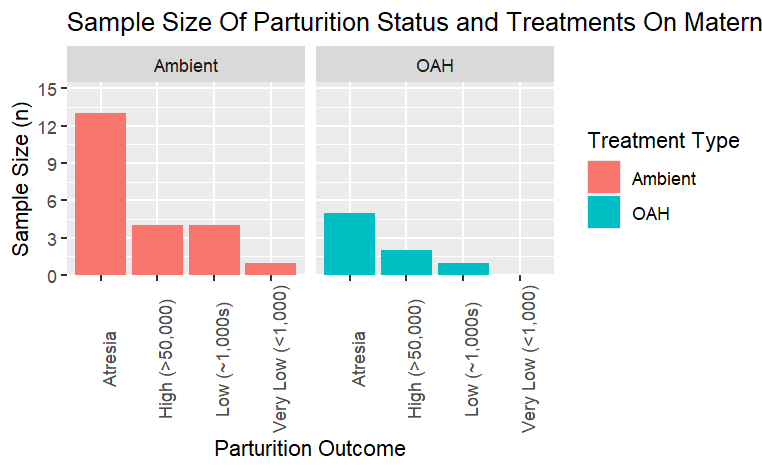 Sample Size Of Parturition Status and Treatments On Matern
Ambient
OAH
15
12
9
6
3
0
Sample Size (n)
Atresia
High (>50,000)
Low (~1,000s)
Very Low (<1,000)
Atresia
High (>50,000)
Low (~1,000s)
Very Low (<1,000)
Parturition Outcome
Treatment Type
Ambient
OAH